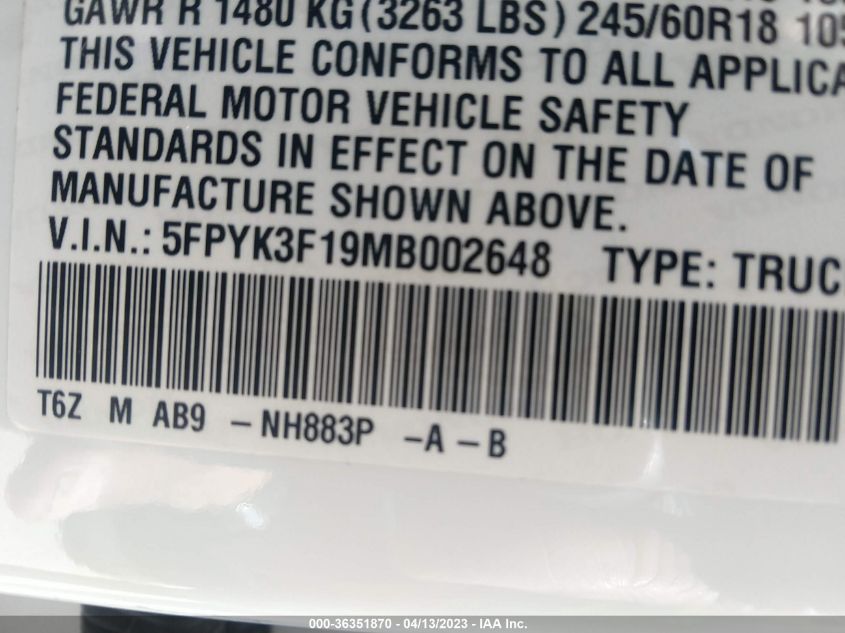 GAWR R 1480 KG (3263 LBS) 245/60R18
THIS VEHICLE CONFORMS TO ALL
FEDERAL MOTOR VEHICLE SAFETY
STANDARDS IN EFFECT ON THE DATE OF
MANUFACTURE SHOWN ABOVE.
V.I.N.: 5FPYK3F19MB002648 TYPE: TRUC
T6Z M AB9 -NH883P -A -B
000-36351870 04/13/2023 - IAA Inc.